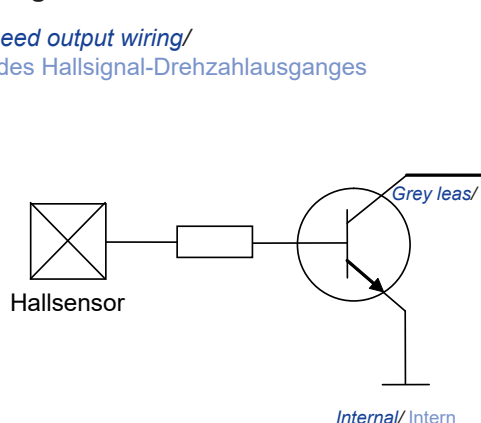 eed output wiring/
des Hallsignal-Drehzahlausganges
Grey leas/
Hallsensor
Internal/ Intern